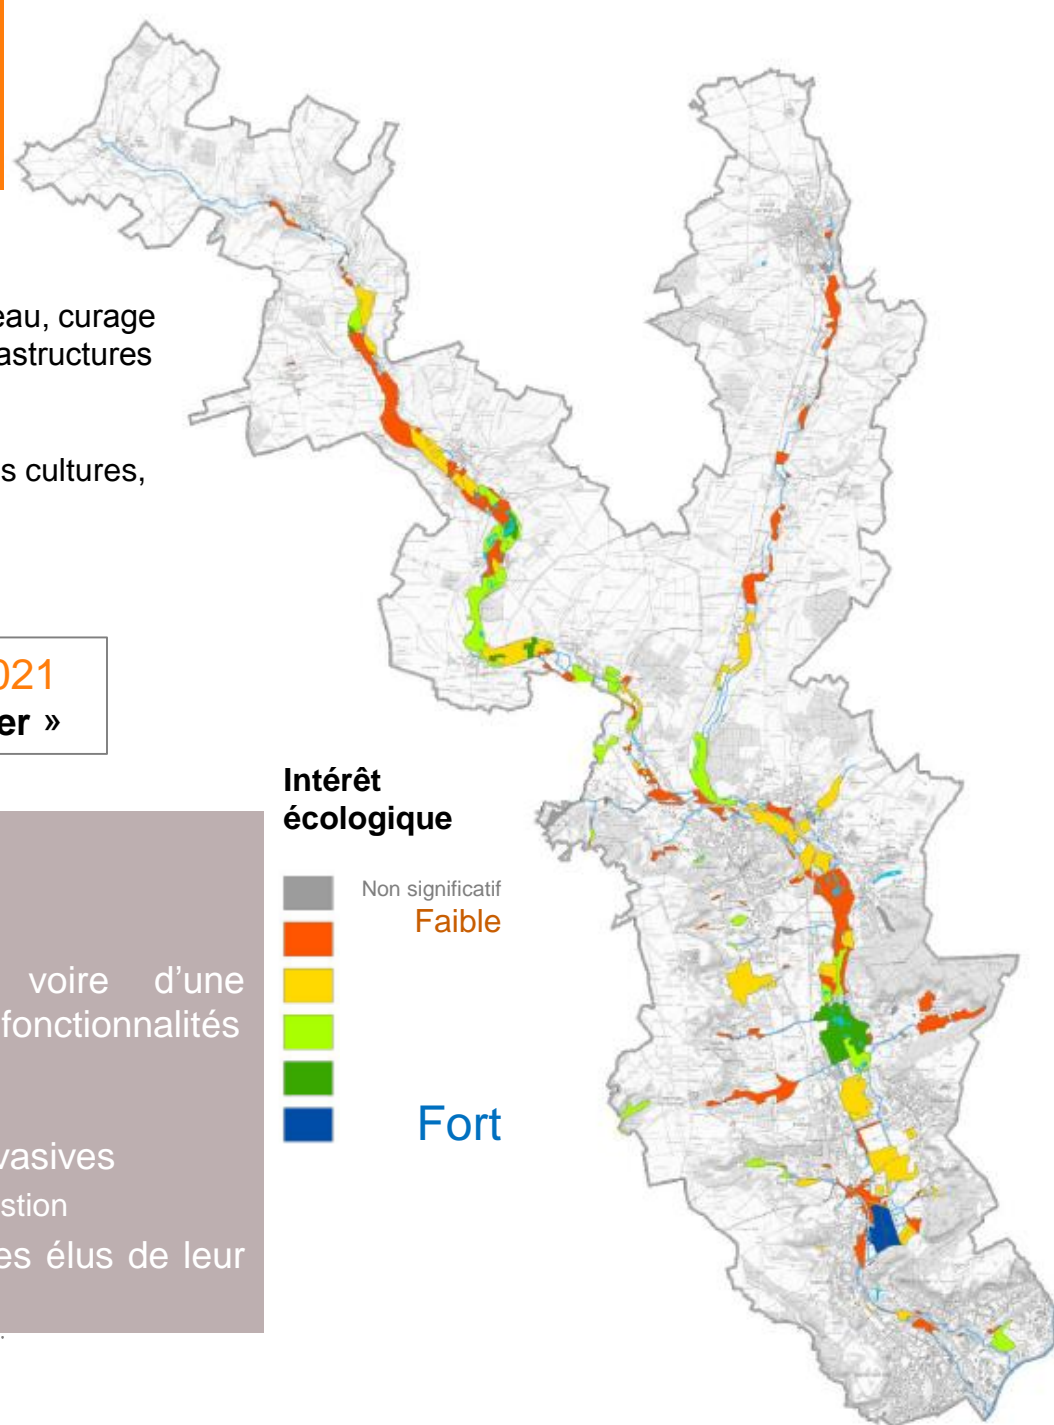 eau, curage
rastructures
s cultures,
021
er »
Intérêt
écologique
Non significatif
Faible
Fort
voire d'une
fonctionnalités
vasives
stion
es élus de leur